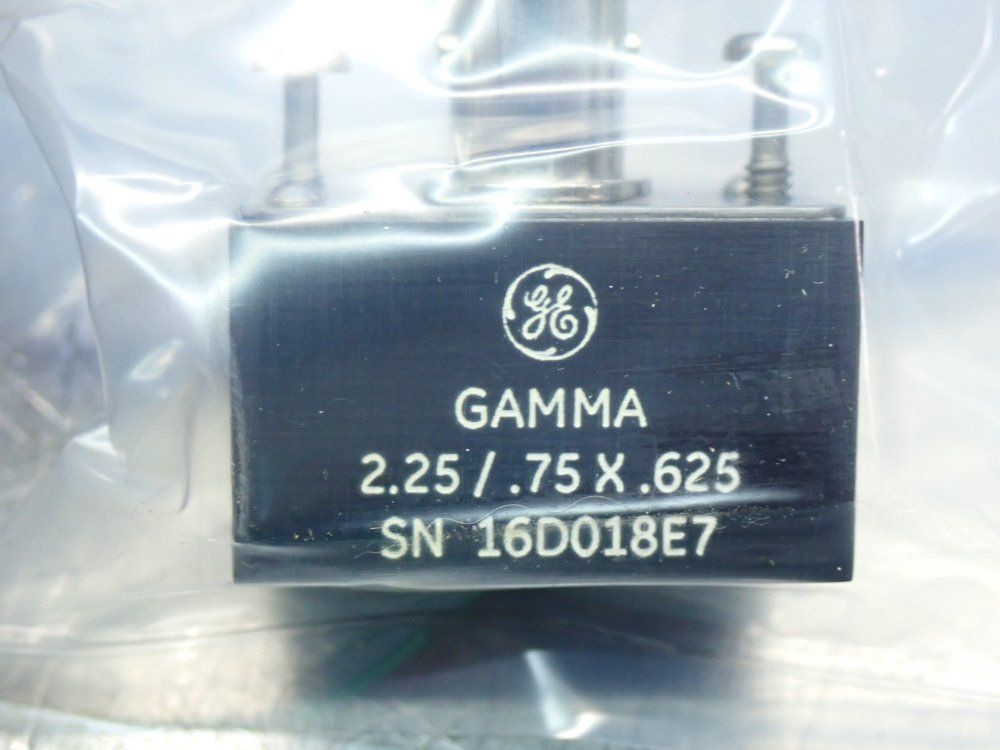 GE
GAMMA
2.25 / .75 X .625
SN 16D018E7